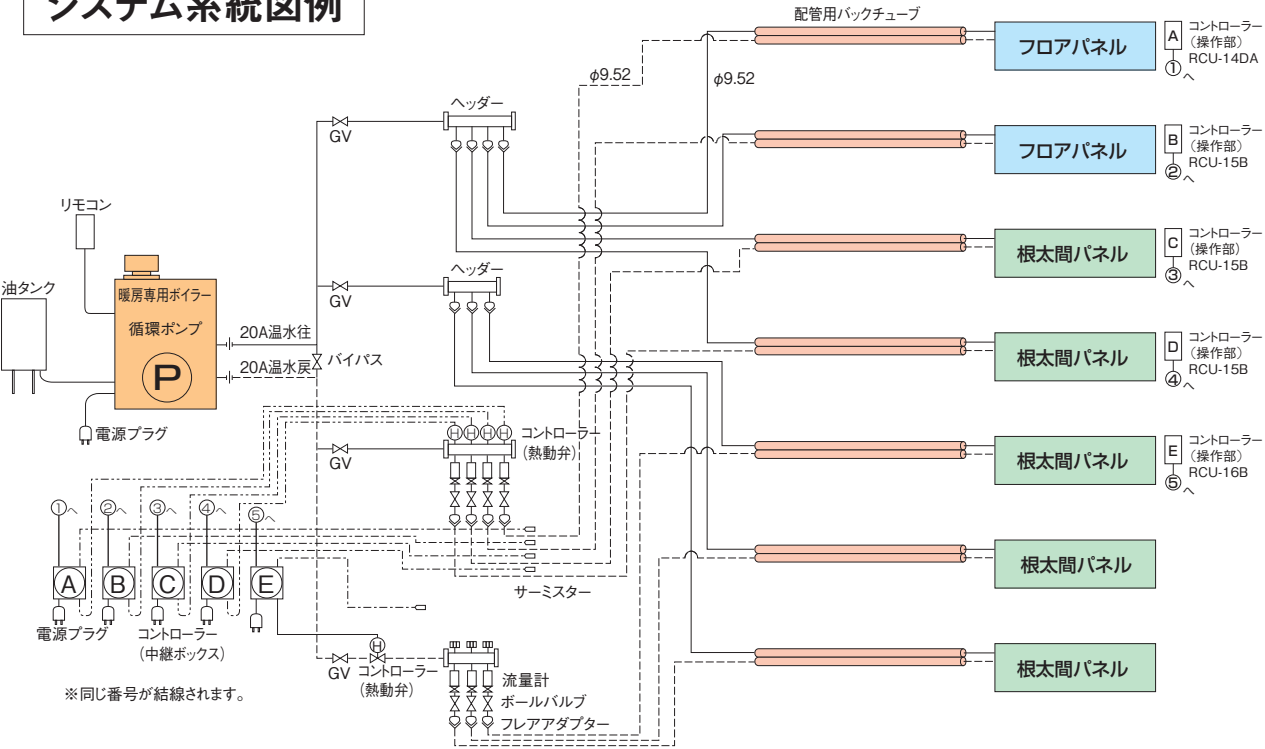 システム系統図例
配管用バックチューブ
フロアパネル
A
コントローラー
(操作部)
RCU-14DA
①へ
φ9.52
φ9.52
ヘッダー
GV
フロアパネル
B
コントローラー
(操作部)
RCU-15B
②へ
リモコン
根太間パネル
C
コントローラー
(操作部)
RCU-15B
③へ
油タンク
暖房専用ボイラー
循環ポンプ
P
ヘッダー
GV
20A温水往
20A温水戻
バイパス
根太間パネル
D
コントローラー
(操作部)
RCU-15B
④へ
電源プラグ
H H H H
コントローラー
(熱動弁)
GV
根太間パネル
E
コントローラー
(操作部)
RCU-16B
⑤へ
①へ
②へ
③へ
④へ
⑤へ
A
B
C
D
E
サーミスター
根太間パネル
電源プラグ
コントローラー
(中継ボックス)
H
GV
コントローラー
(熱動弁)
流量計
ボールバルブ
フレアアダプター
根太間パネル
※同じ番号が結線されます。